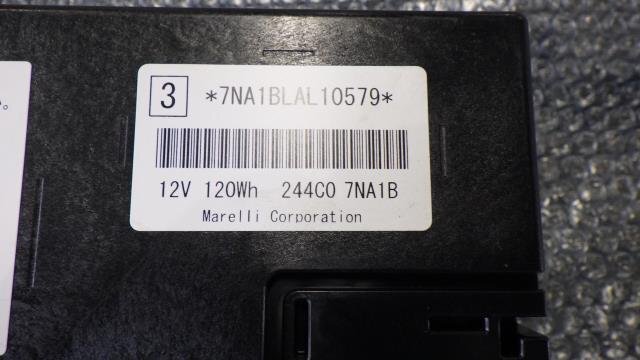 3 *7NA1BLAL10579*
12V 120Wh 244C0 7NA1B
Marelli Corporation